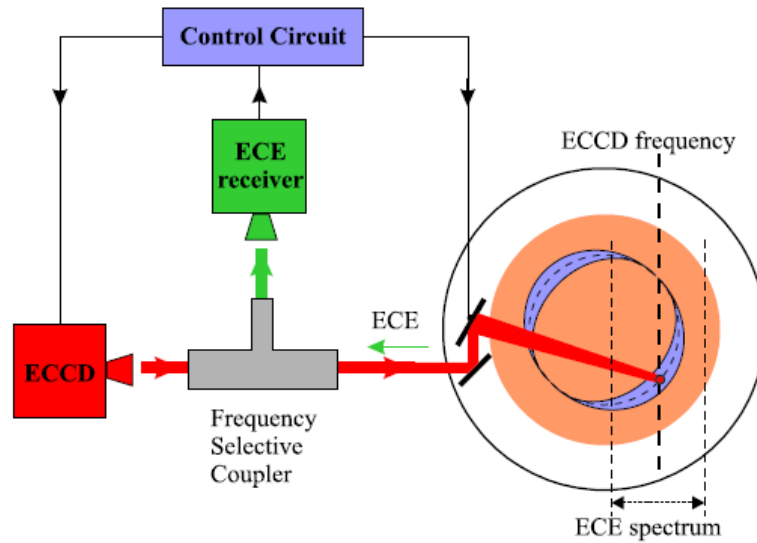 Control Circuit
ECE
receiver
ECCD frequency
ECE
ECCD
Frequency
Selective
Coupler
ECE spectrum